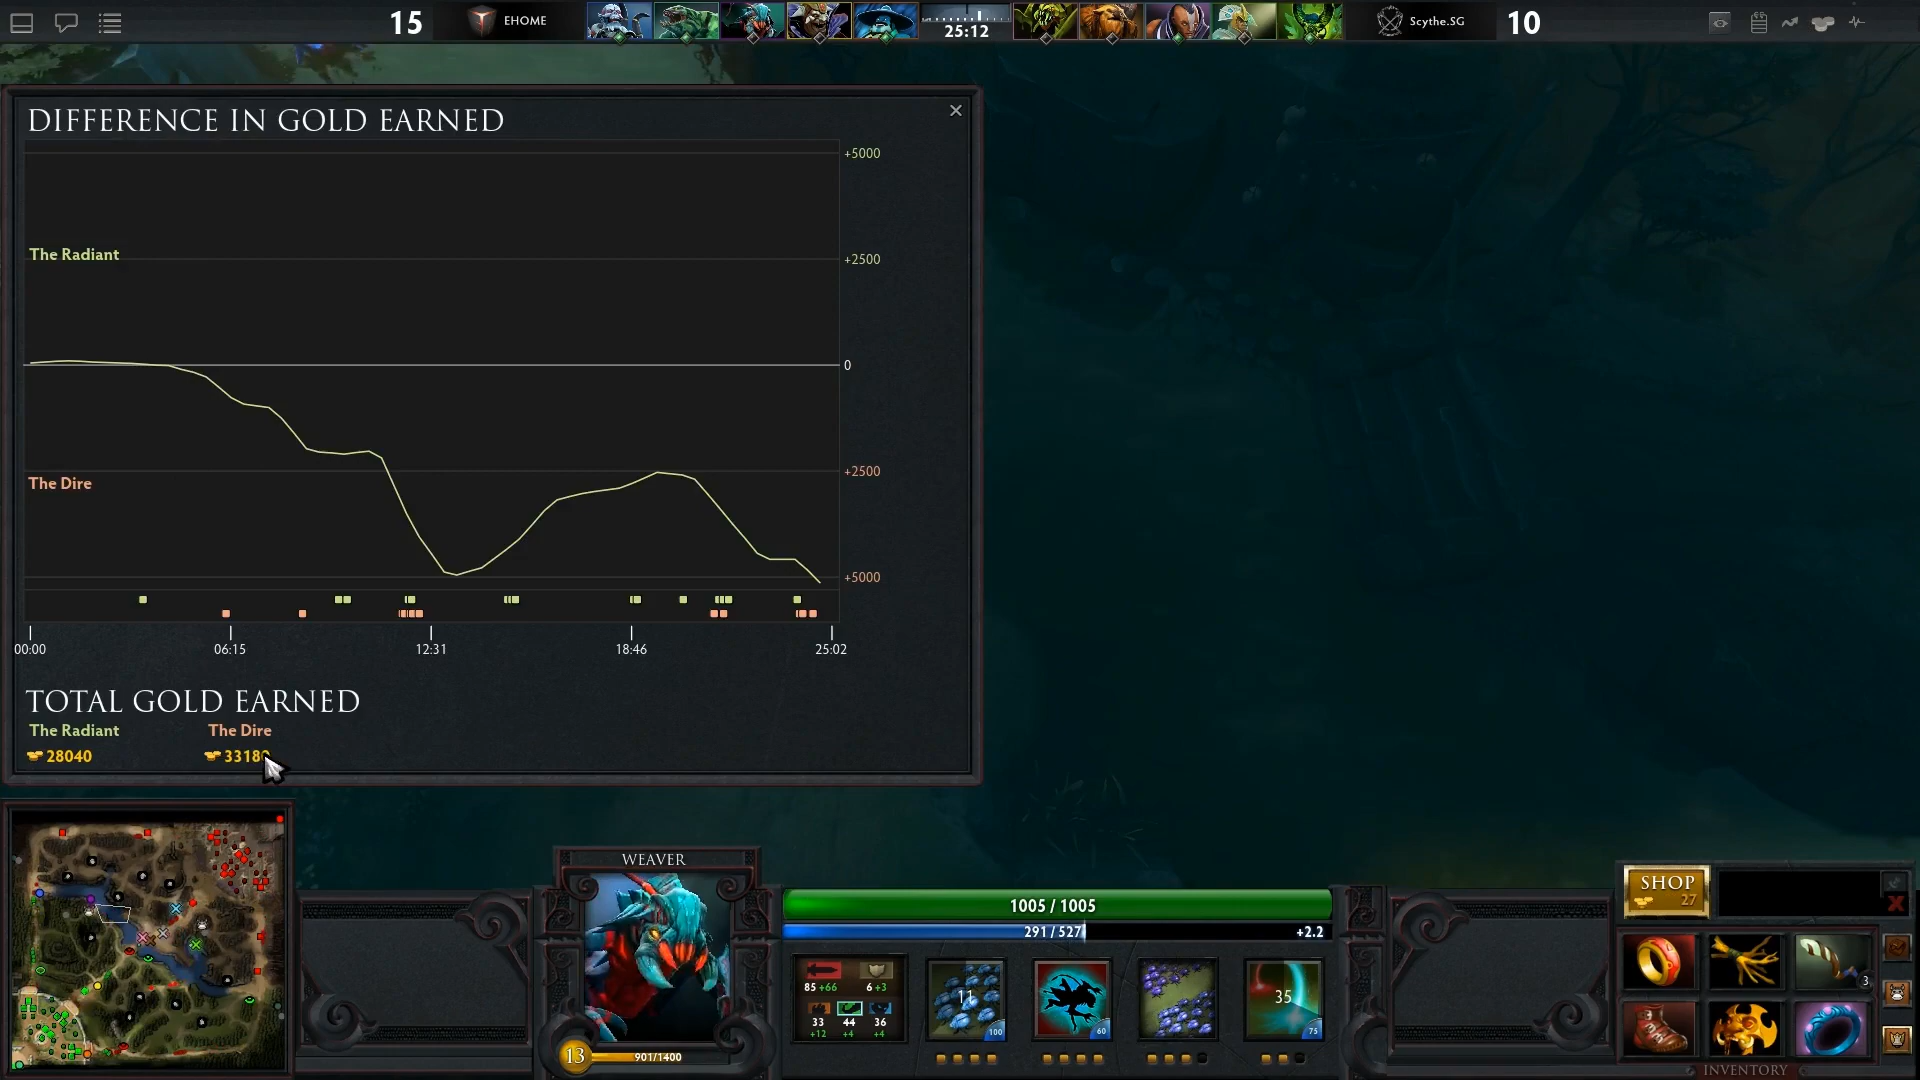 15 EHOME 25:12 Scythe.SG 10
DIFFERENCE IN GOLD EARNED
+5000
The Radiant
+2500
0
The Dire
+2500
+5000
00:00 06:15 12:31 18:46 25:02
TOTAL GOLD EARNED
The Radiant The Dire
28040
WEAVER
1005 / 1005
291 / 527 +2.2
85 +66 6 +3
33 44 36
+12 +4 +4
11 100
60
35 75
13 901/1400
SHOP
27
3
INVENTORY